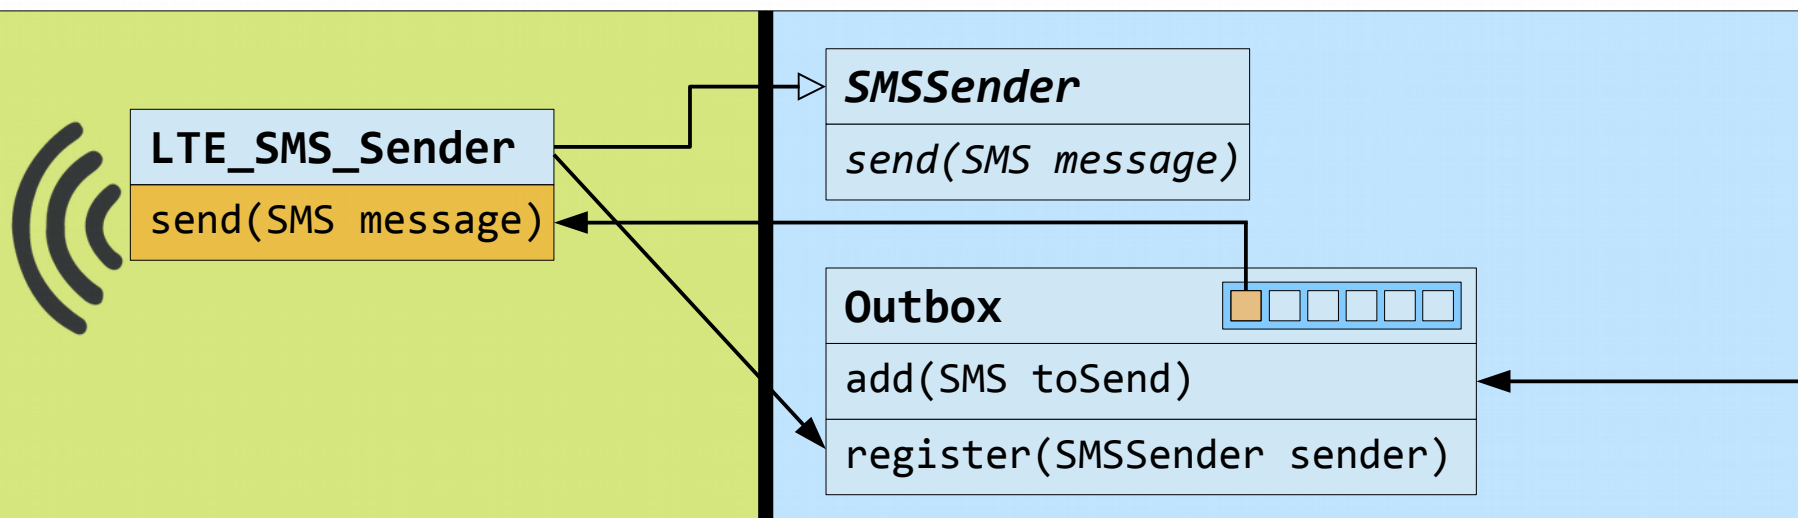 LTE_SMS_Sender
send(SMS message)
SMSSender
send(SMS message)
Outbox
add(SMS toSend)
register(SMSSender sender)